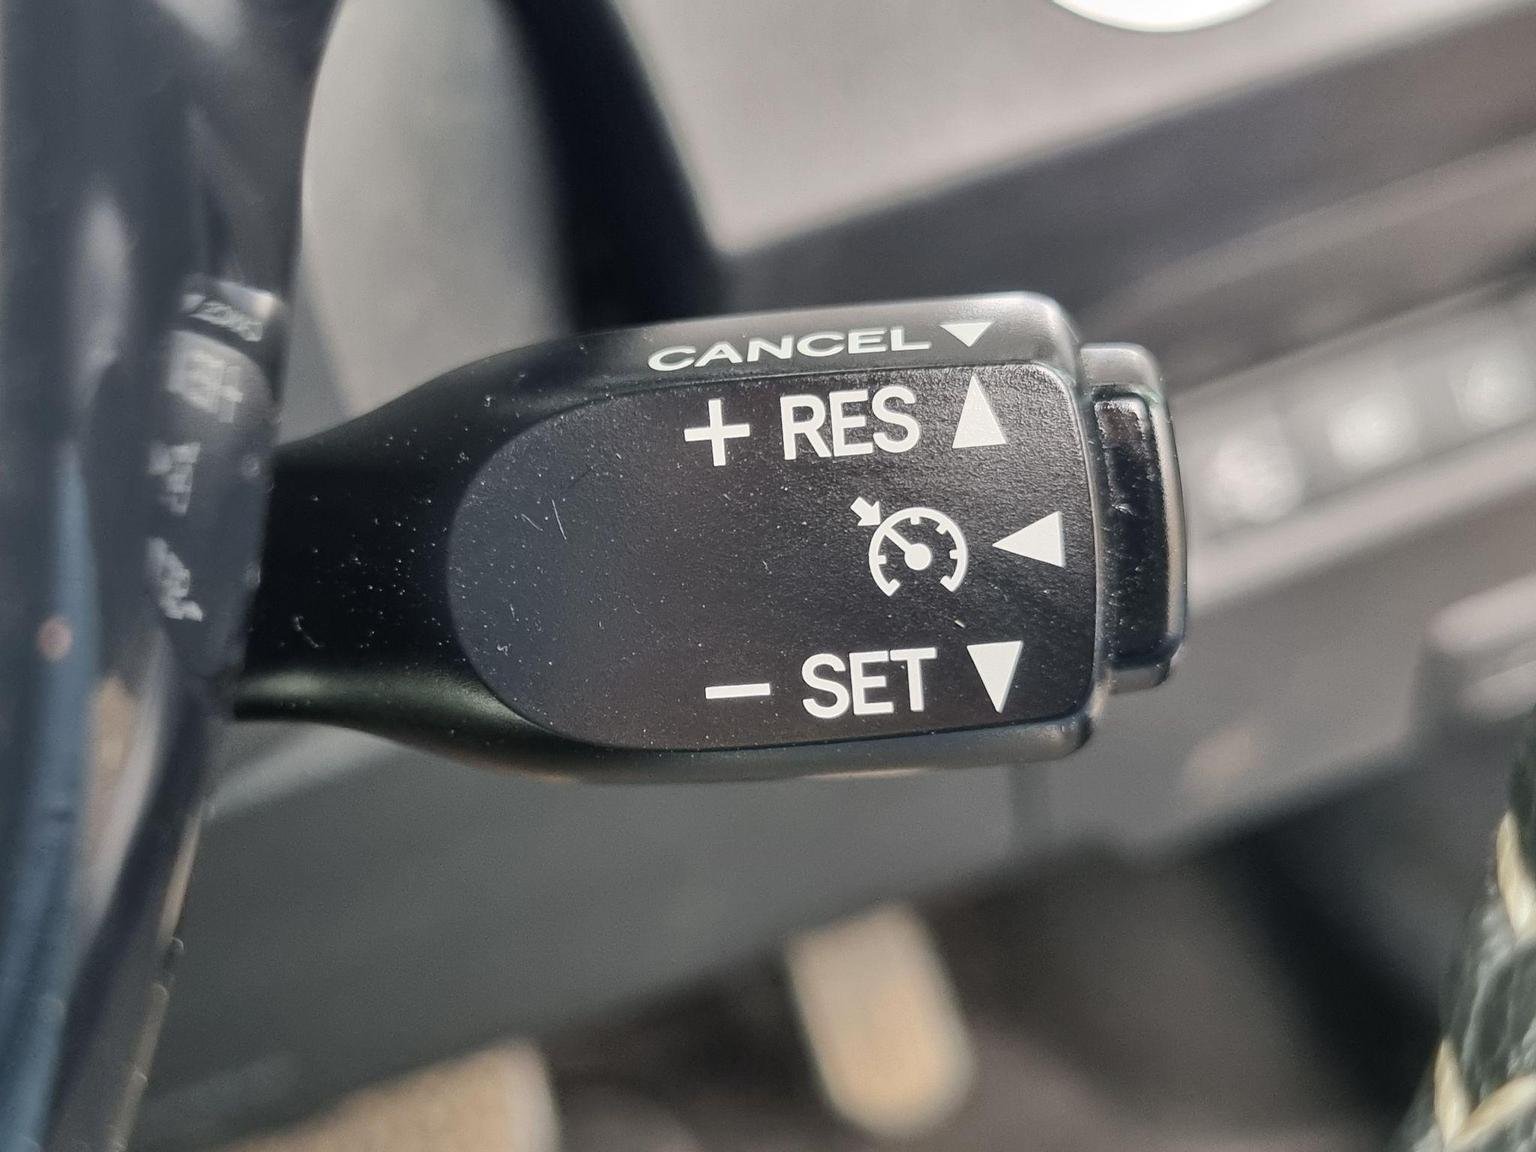 CANCEL ▼
+ RES ▲
◀
− SET ▼